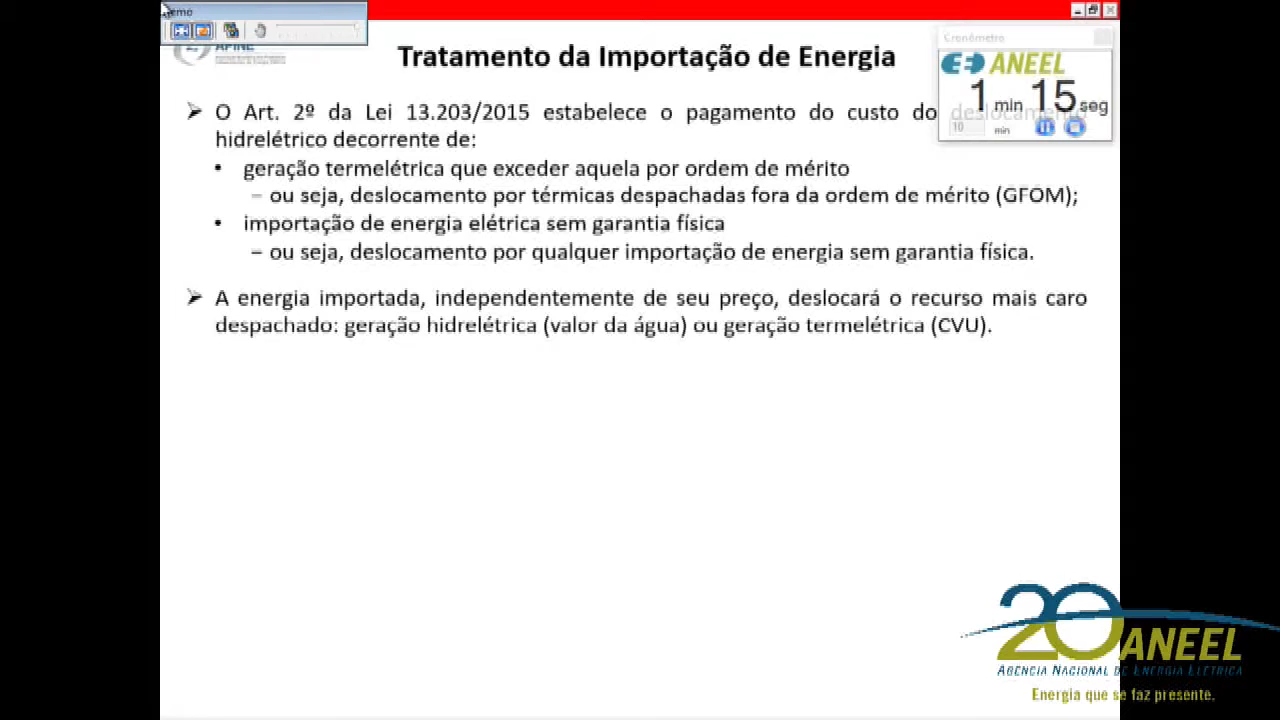 emo
APINE
Tratamento da Importação de Energia
Cronômetro
ANEEL
1 min 15 seg
10 min
➢ O Art. 2º da Lei 13.203/2015 estabelece o pagamento do custo do deslocamento
hidrelétrico decorrente de:
• geração termelétrica que exceder aquela por ordem de mérito
– ou seja, deslocamento por térmicas despachadas fora da ordem de mérito (GFOM);
• importação de energia elétrica sem garantia física
– ou seja, deslocamento por qualquer importação de energia sem garantia física.
➢ A energia importada, independentemente de seu preço, deslocará o recurso mais caro
despachado: geração hidrelétrica (valor da água) ou geração termelétrica (CVU).
20 ANEEL
AGÊNCIA NACIONAL DE ENERGIA ELÉTRICA
Energia que se faz presente.